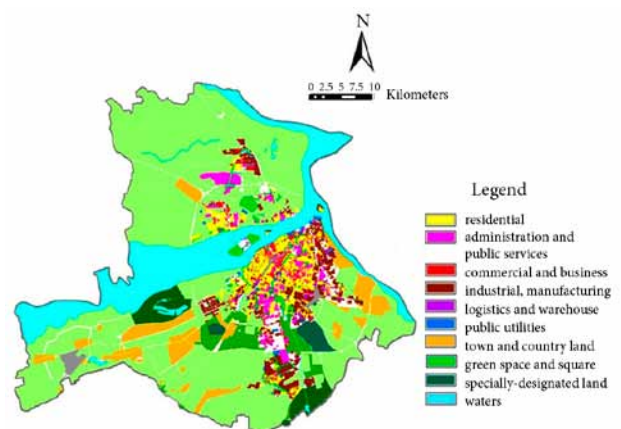 N
0 2.5 5 7.5 10
Kilometers
Legend
residential
administration and
public services
commercial and business
industrial, manufacturing
logistics and warehouse
public utilities
town and country land
green space and square
specially-designated land
waters